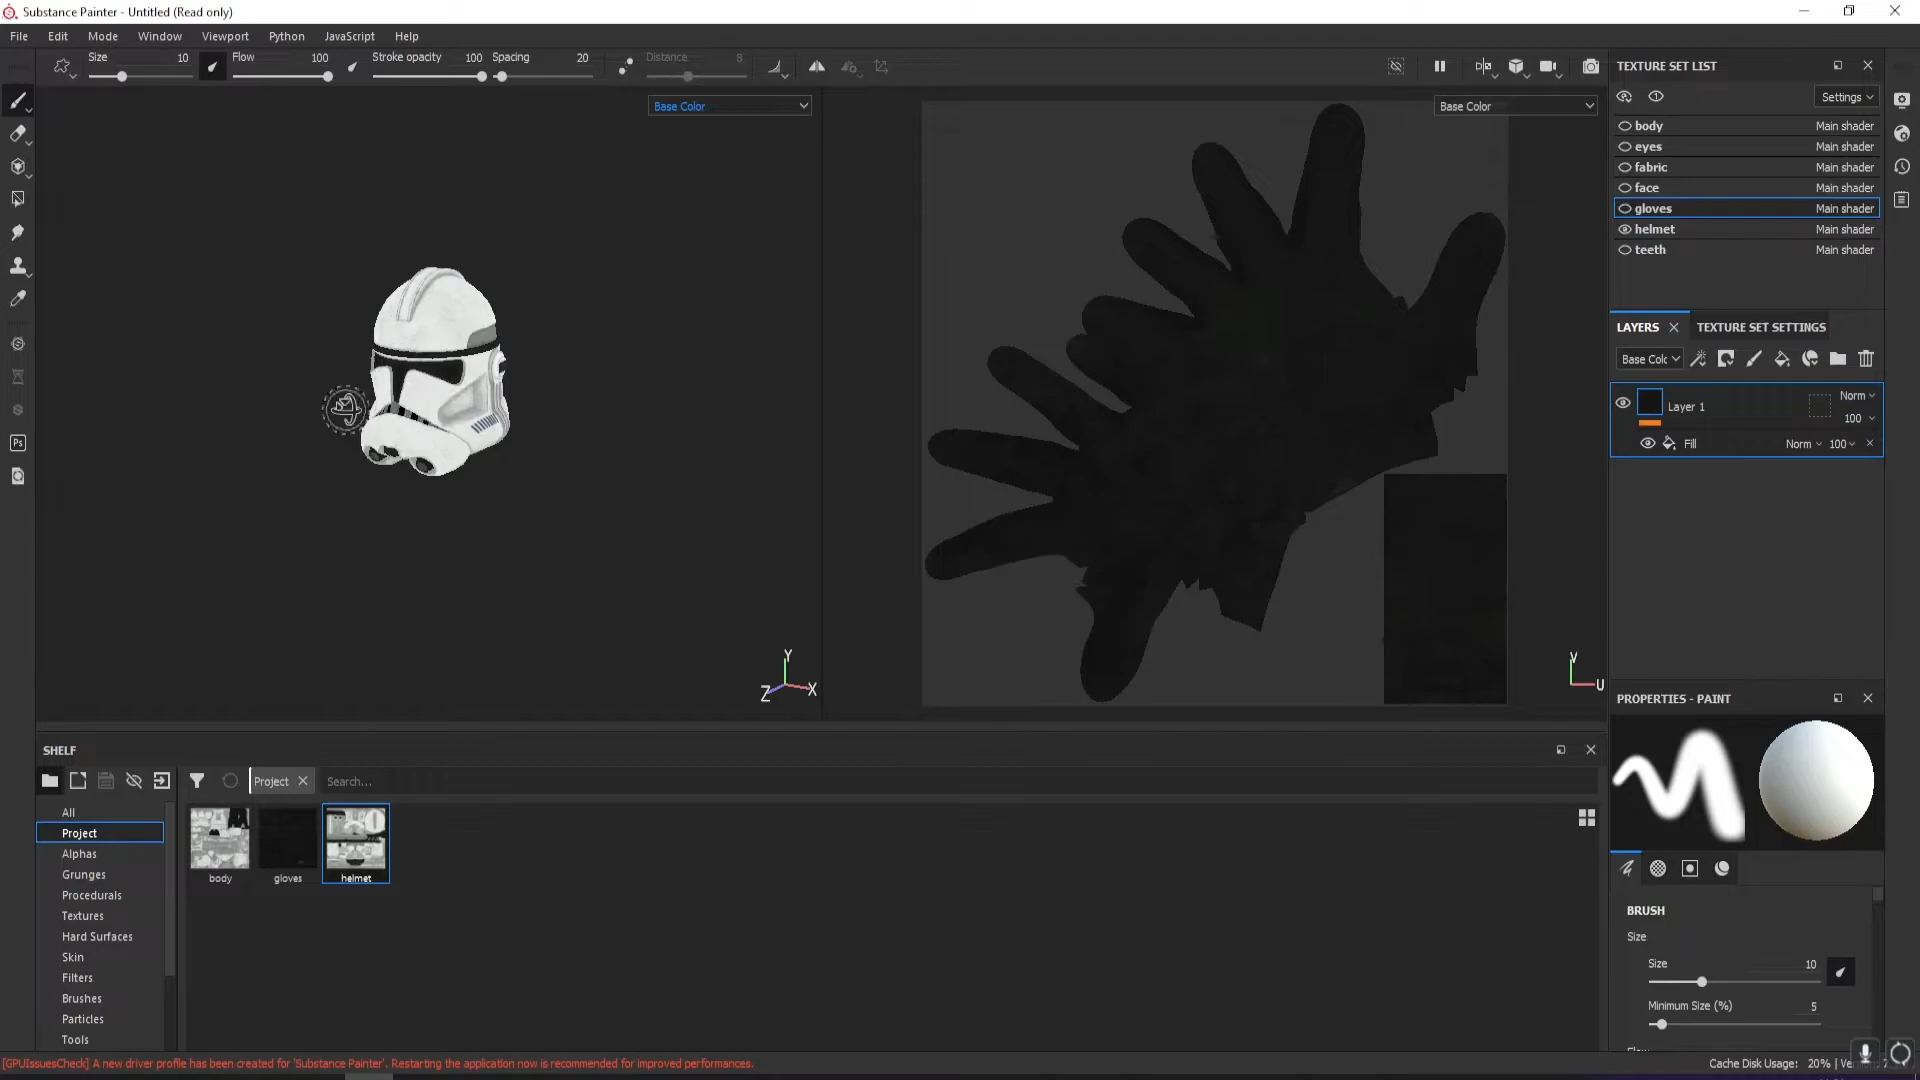 Substance Painter - Untitled (Read only)
File Edit Mode Window Viewport Python JavaScript Help
Size 10 Flow 100 Stroke opacity 100 Spacing 20 Distance 8
Base Color
Base Color
Y
Z X
V
U
TEXTURE SET LIST
Settings
body Main shader
eyes Main shader
fabric Main shader
face Main shader
gloves Main shader
helmet Main shader
teeth Main shader
LAYERS TEXTURE SET SETTINGS
Base Colc
Layer 1 Norm
100
Fill Norm 100
PROPERTIES - PAINT
BRUSH
Size
Size 10
Minimum Size (%) 5
SHELF
Project Search...
All
Project
Alphas
Grunges
Procedurals
Textures
Hard Surfaces
Skin
Filters
Brushes
Particles
Tools
body gloves helmet
Ps
[GPUIssuesCheck] A new driver profile has been created for 'Substance Painter'. Restarting the application now is recommended for improved performances.
Cache Disk Usage: 20% |